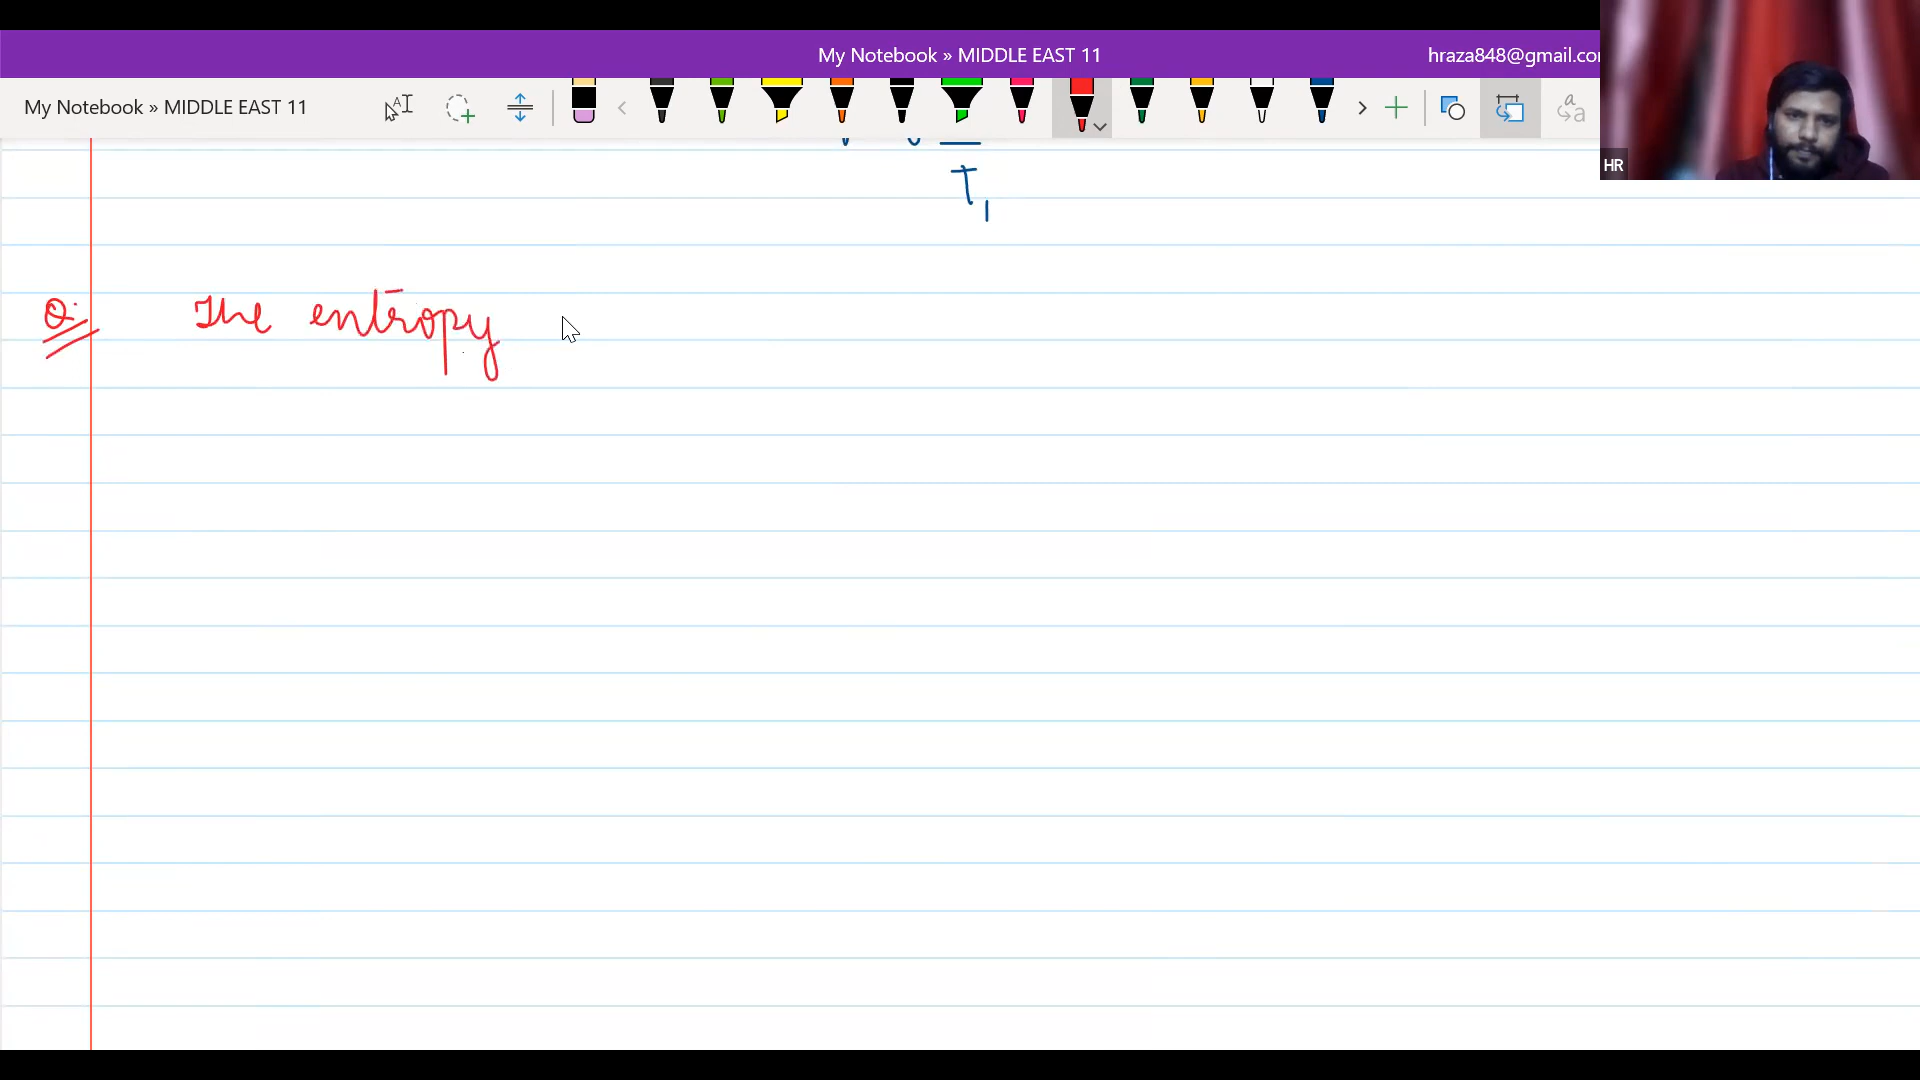 My Notebook » MIDDLE EAST 11
hraza848@gmail.co
My Notebook » MIDDLE EAST 11
HR
T₁
Q. The entropy